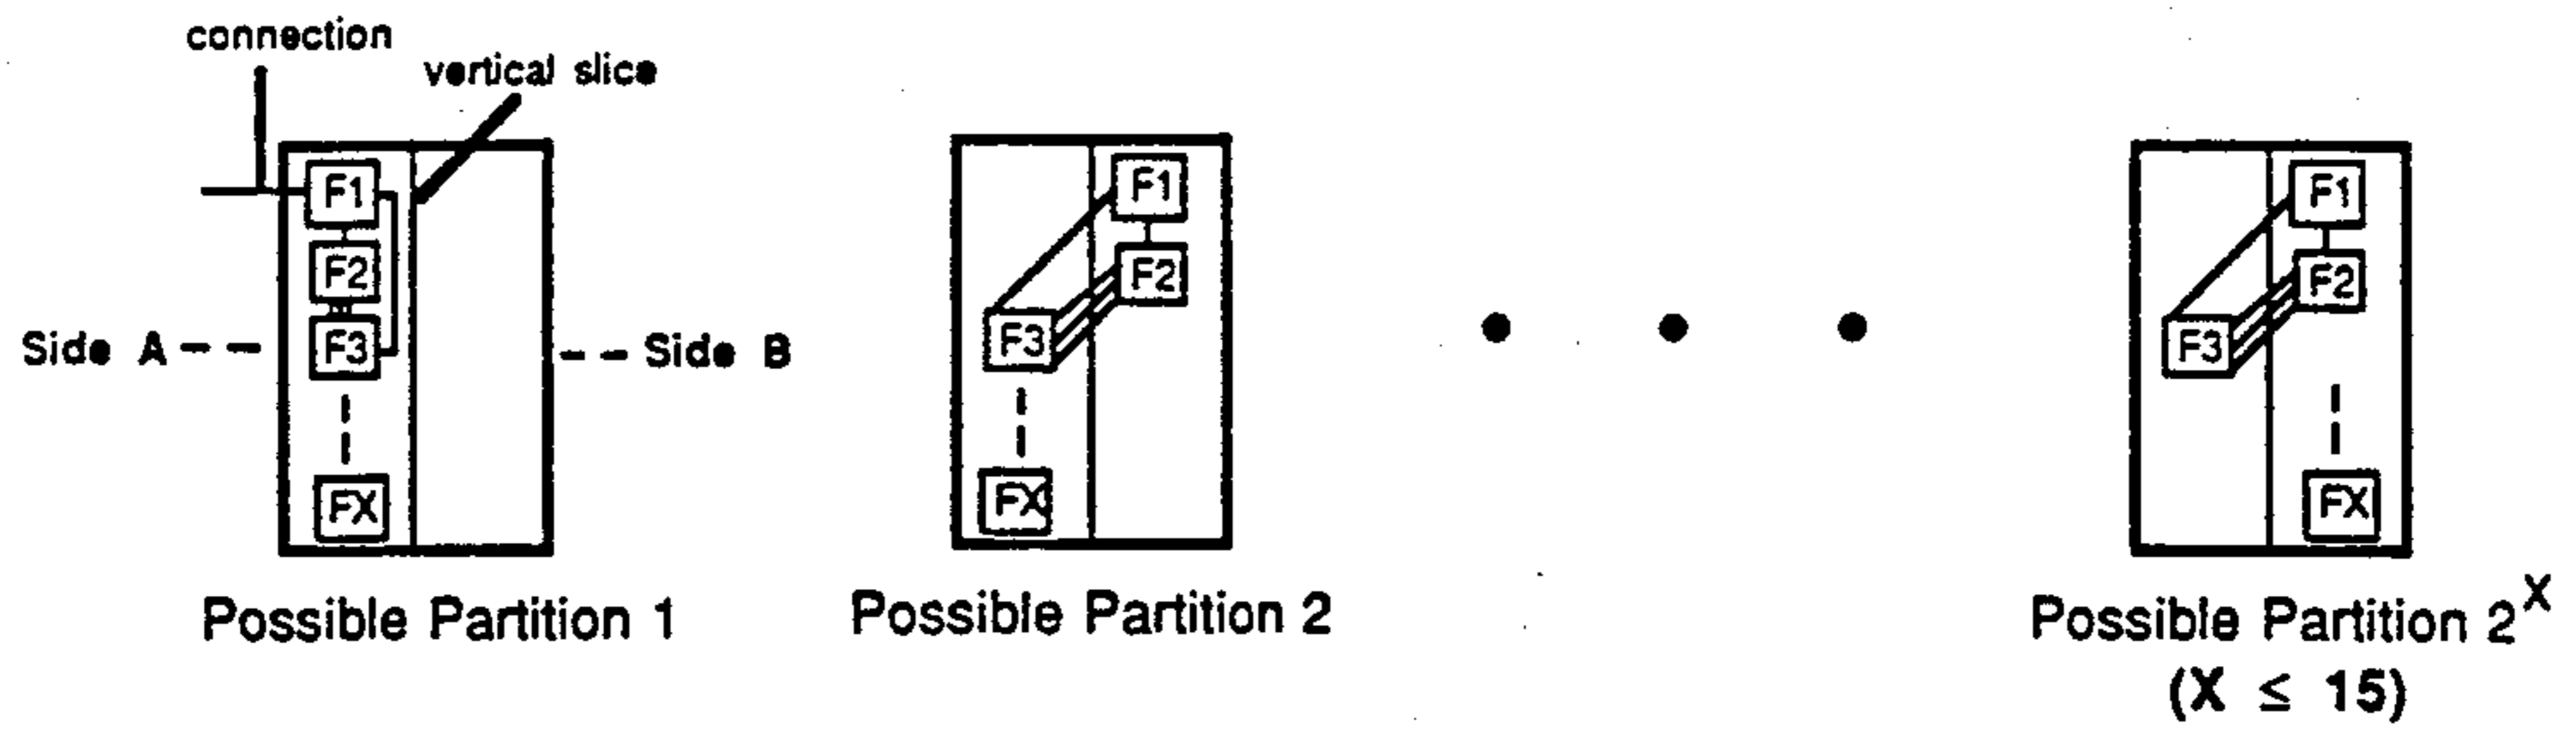 connection
vertical slice
F1
F2
F3
FX
Side A
Side B
Possible Partition 1
F1
F2
F3
FX
Possible Partition 2
F1
F2
F3
FX
Possible Partition 2^X
(X ≤ 15)